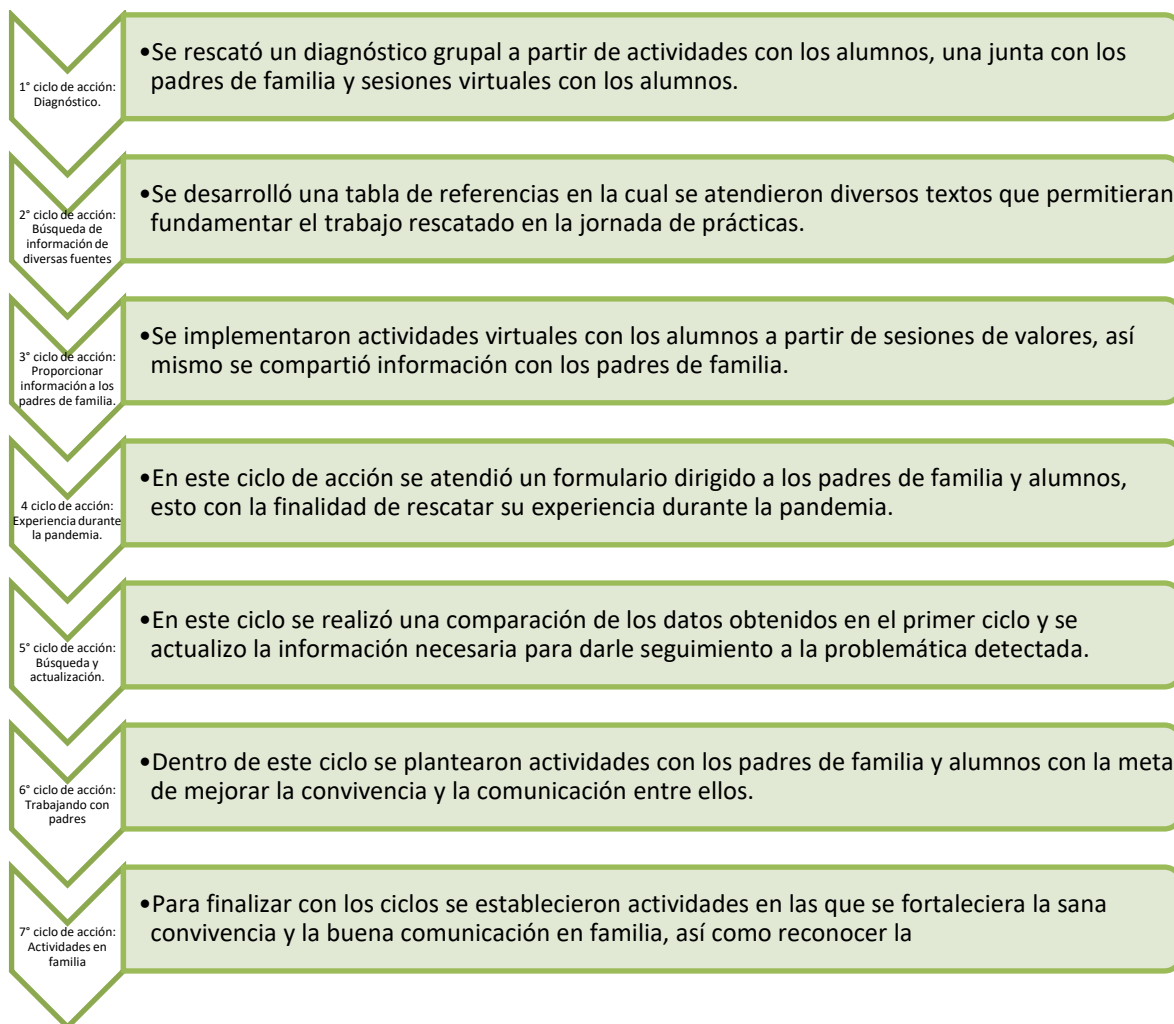 1° ciclo de acción:
Diagnóstico.
•Se rescató un diagnóstico grupal a partir de actividades con los alumnos, una junta con los
padres de familia y sesiones virtuales con los alumnos.
2° ciclo de acción:
Búsqueda de
información de
diversas fuentes
•Se desarrolló una tabla de referencias en la cual se atendieron diversos textos que permitieran
fundamentar el trabajo rescatado en la jornada de prácticas.
3° ciclo de acción:
Proporcionar
información a los
padres de familia.
•Se implementaron actividades virtuales con los alumnos a partir de sesiones de valores, así
mismo se compartió información con los padres de familia.
4 ciclo de acción:
Experiencia durante
la pandemia.
•En este ciclo de acción se atendió un formulario dirigido a los padres de familia y alumnos,
esto con la finalidad de rescatar su experiencia durante la pandemia.
5° ciclo de acción:
Búsqueda y
actualización.
•En este ciclo se realizó una comparación de los datos obtenidos en el primer ciclo y se
actualizo la información necesaria para darle seguimiento a la problemática detectada.
6° ciclo de acción:
Trabajando con
padres
•Dentro de este ciclo se plantearon actividades con los padres de familia y alumnos con la meta
de mejorar la convivencia y la comunicación entre ellos.
7° ciclo de acción:
Actividades en
familia
•Para finalizar con los ciclos se establecieron actividades en las que se fortaleciera la sana
convivencia y la buena comunicación en familia, así como reconocer la